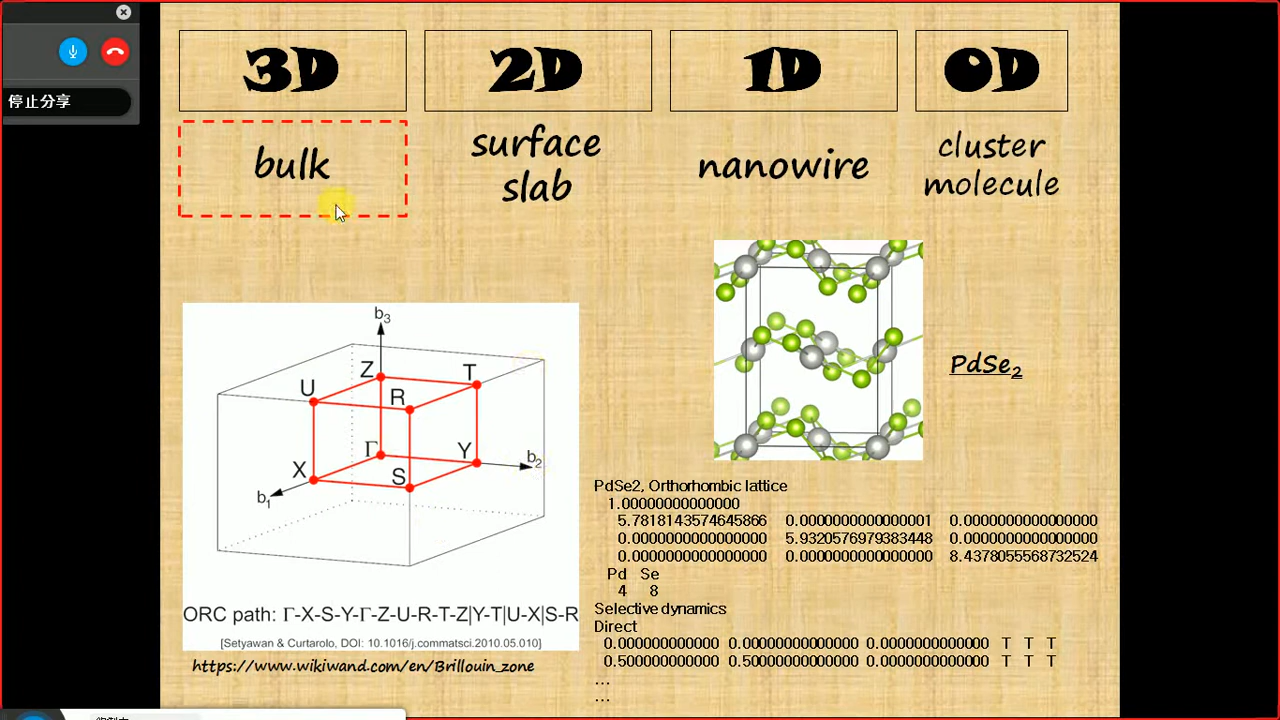 停止分享
3D
2D
1D
0D
bulk
surface
slab
nanowire
cluster
molecule
b3
Z
T
U
R
Γ
Y
b2
X
S
b1
ORC path: Γ-X-S-Y-Γ-Z-U-R-T-Z|Y-T|U-X|S-R
[Setyawan & Curtarolo, DOI: 10.1016/j.commatsci.2010.05.010]
https://www.wikiwand.com/en/Brillouin_zone
PdSe2
PdSe2, Orthorhombic lattice
1.00000000000000
5.7818143574645866 0.0000000000000001 0.0000000000000000
0.0000000000000000 5.9320576979383448 0.0000000000000000
0.0000000000000000 0.0000000000000000 8.4378055568732524
Pd Se
4 8
Selective dynamics
Direct
0.000000000000 0.00000000000000 0.0000000000000 T T T
0.500000000000 0.50000000000000 0.0000000000000 T T T
...
...